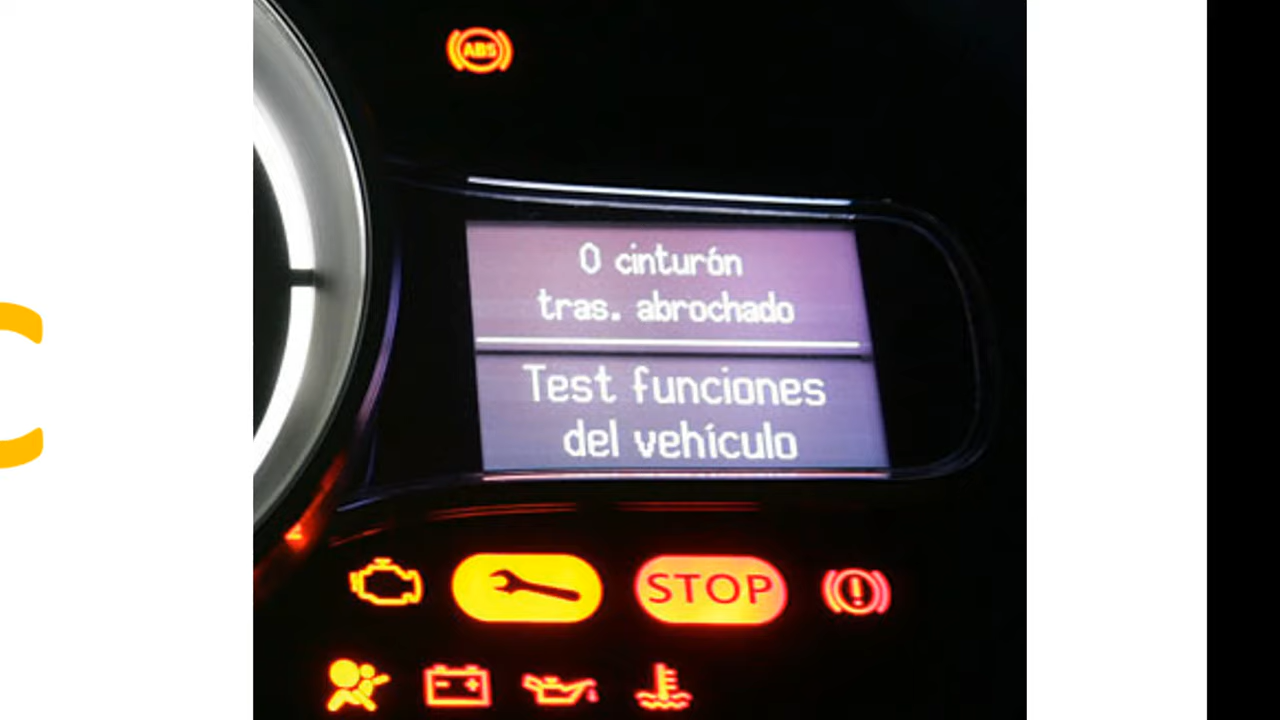 ABS
0 cinturón
tras. abrochado
Test funciones
del vehículo
STOP